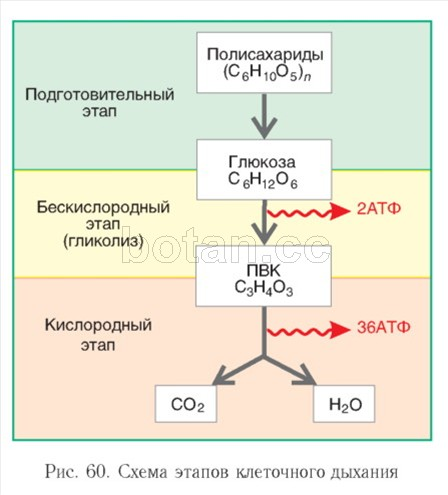 Полисахариды
(C₆H₁₀O₅)ₙ
Подготовительный
этап
Глюкоза
C₆H₁₂O₆
Бескислородный
этап
(гликолиз)
2АТФ
botan.cc
ПВК
C₃H₄O₃
Кислородный
этап
36АТФ
CO₂
H₂O
Рис. 60. Схема этапов клеточного дыхания